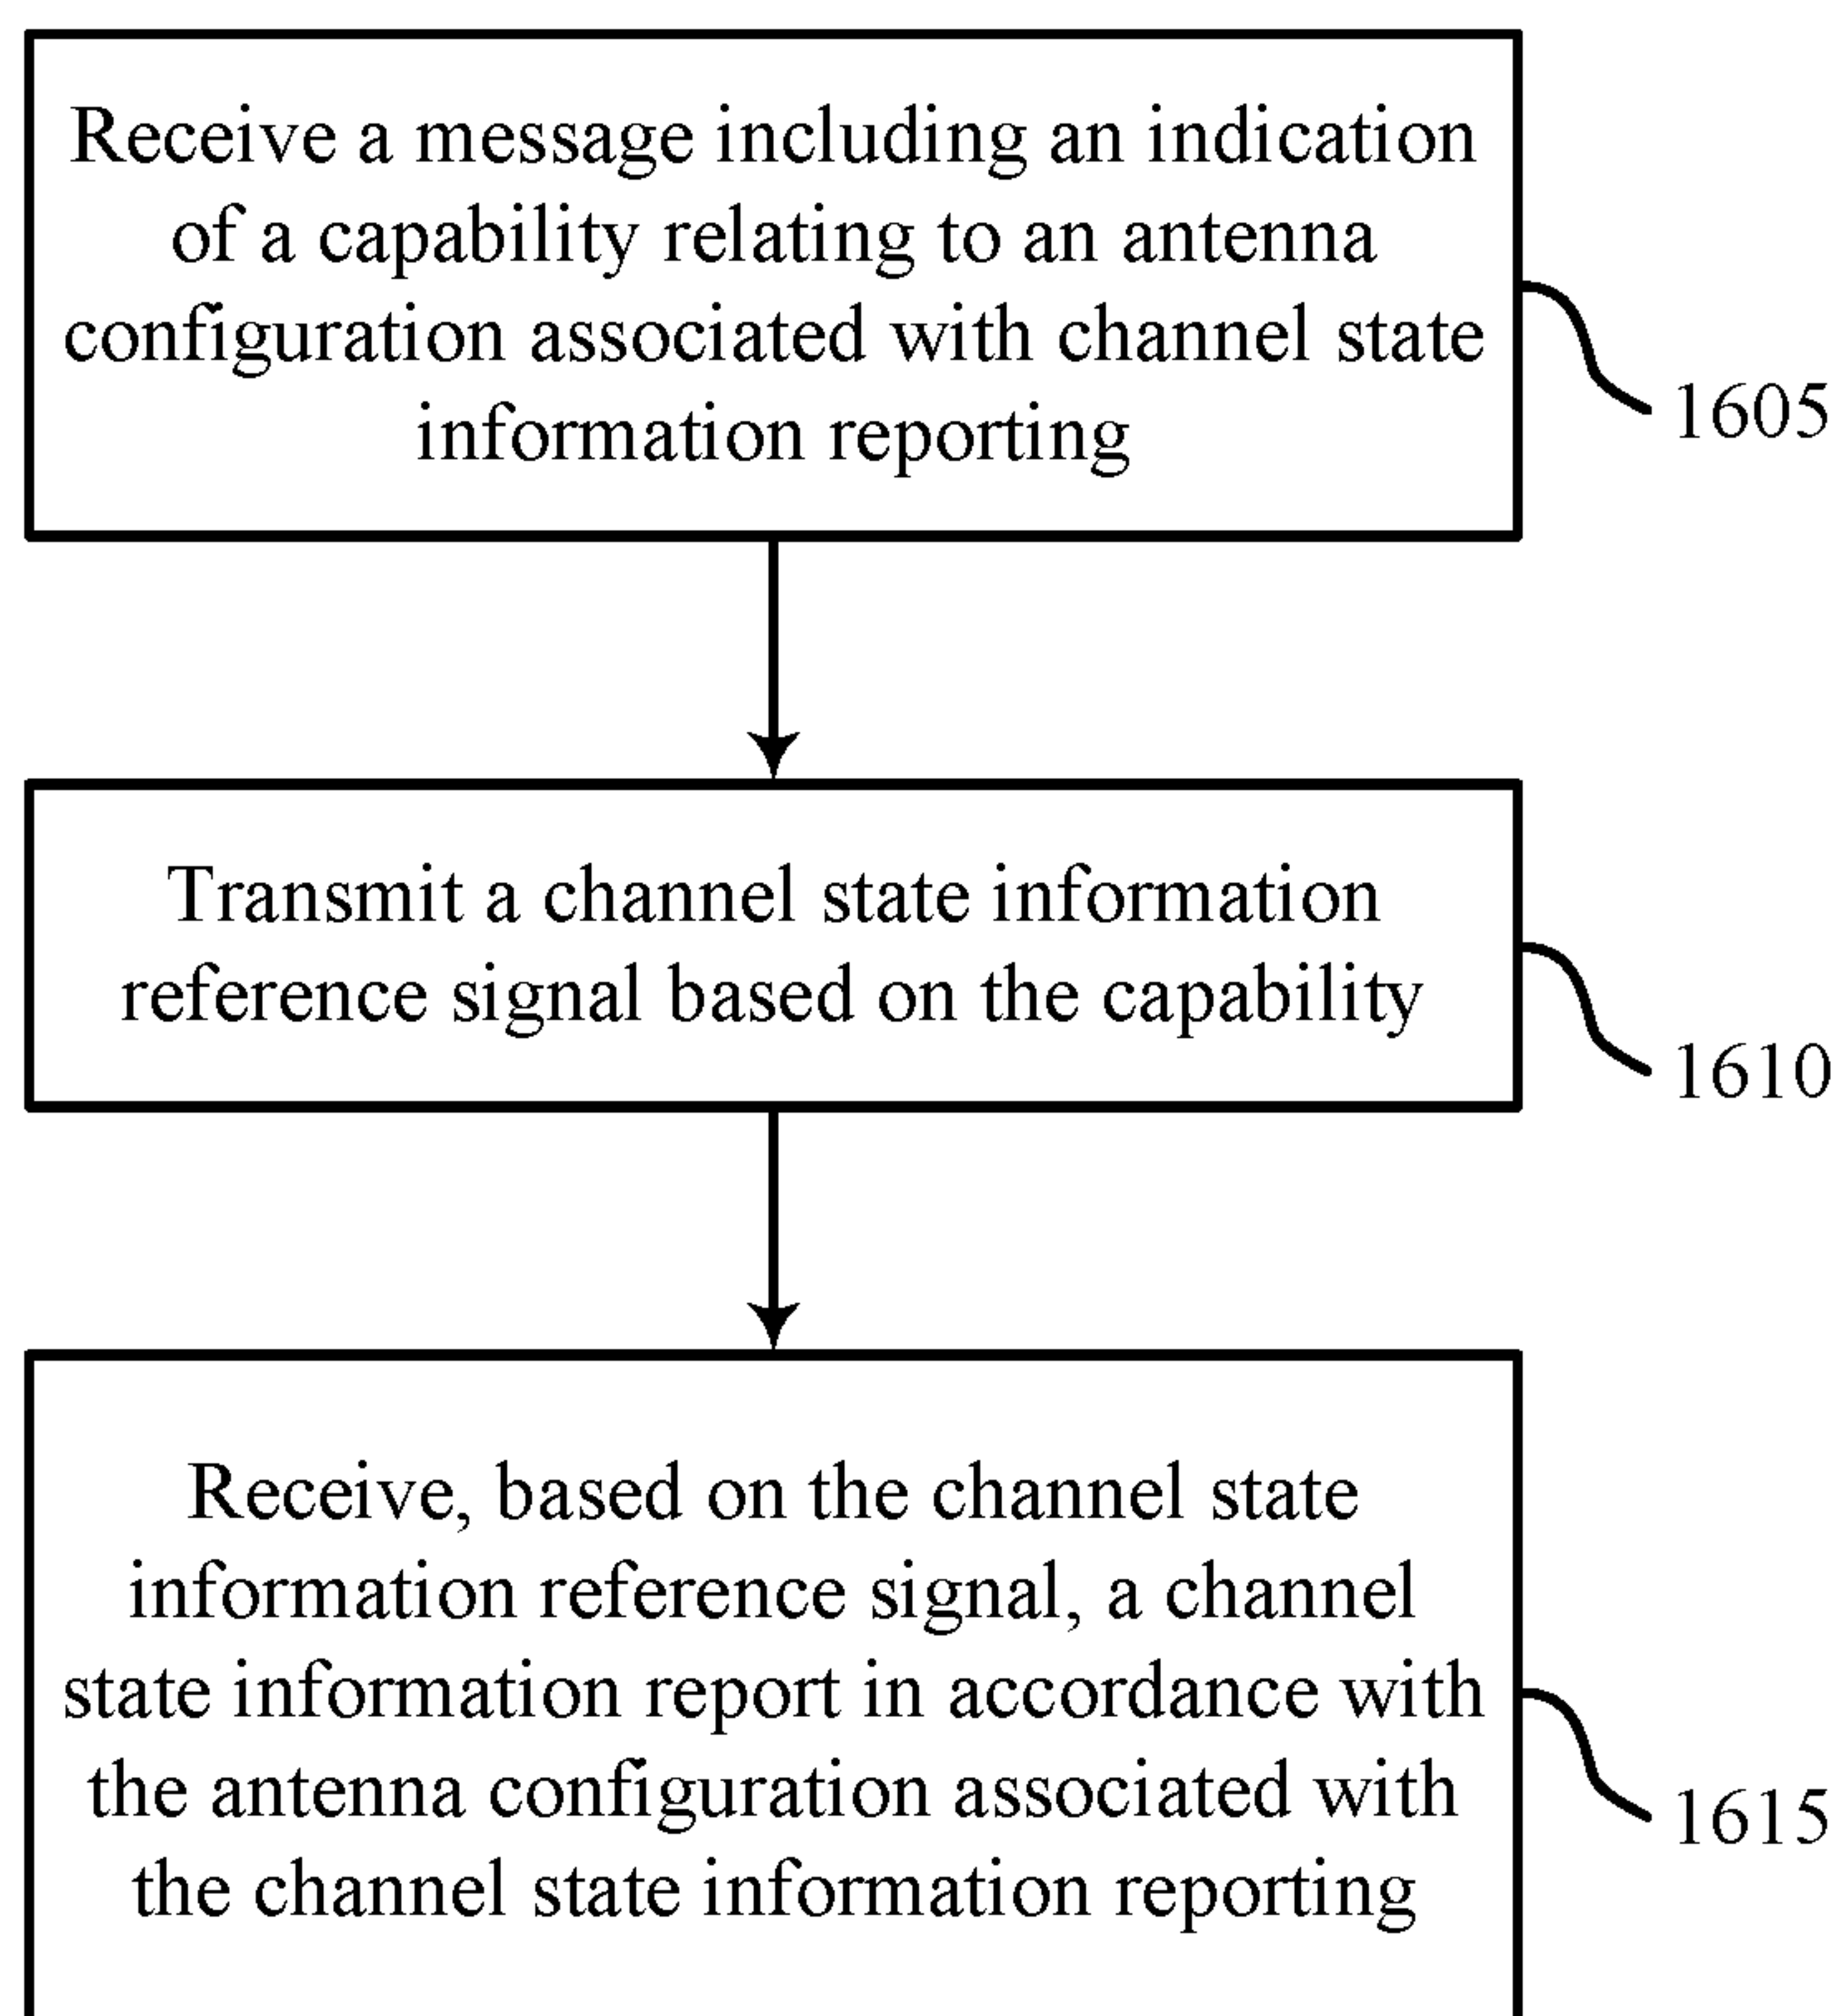 Receive a message including an indication
of a capability relating to an antenna
configuration associated with channel state
information reporting
1605
Transmit a channel state information
reference signal based on the capability
1610
Receive, based on the channel state
information reference signal, a channel
state information report in accordance with
the antenna configuration associated with
the channel state information reporting
1615